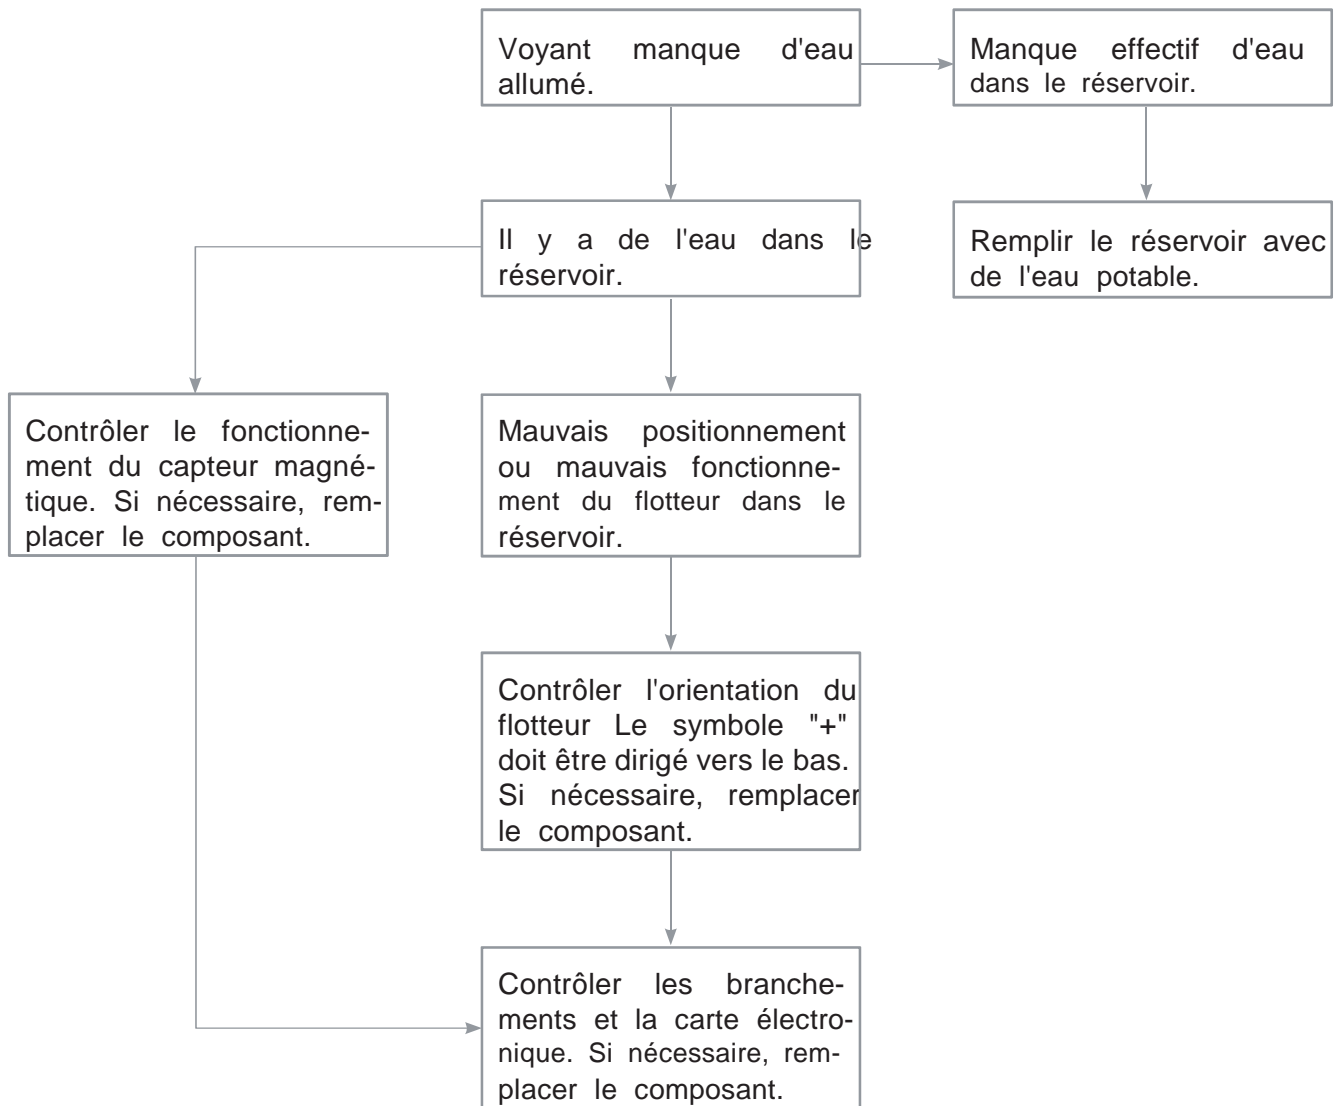 Voyant manque d'eau
allumé.
Manque effectif d'eau
dans le réservoir.
Il y a de l'eau dans le
réservoir.
Remplir le réservoir avec
de l'eau potable.
Contrôler le fonctionne-
ment du capteur magné-
tique. Si nécessaire, rem-
placer le composant.
Mauvais positionnement
ou mauvais fonctionne-
ment du flotteur dans le
réservoir.
Contrôler l'orientation du
flotteur Le symbole "+"
doit être dirigé vers le bas.
Si nécessaire, remplacer
le composant.
Contrôler les branche-
ments et la carte électro-
nique. Si nécessaire, rem-
placer le composant.